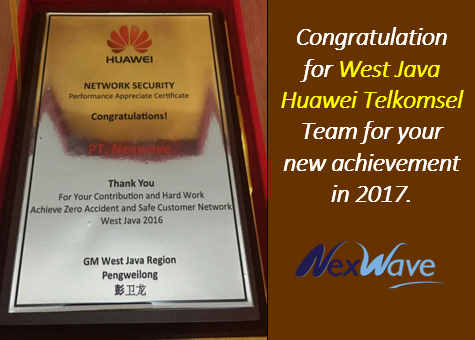 HUAWEI
NETWORK SECURITY
Performance Appreciate Certificate
Congratulations!
PT. Nexwave
Thank You
For Your Contribution and Hard Work
Achieve Zero Accident and Safe Customer Network
West Java 2016
GM West Java Region
Pengweilong
彭卫龙
Congratulation
for West Java
Huawei Telkomsel
Team for your
new achievement
in 2017.
NexWave